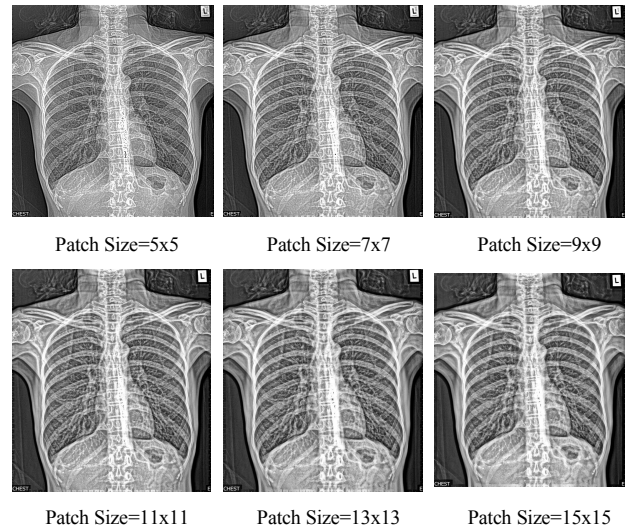 L L L
CHEST E CHEST E CHEST E
Patch Size=5x5 Patch Size=7x7 Patch Size=9x9
L L L
CHEST E CHEST E CHEST E
Patch Size=11x11 Patch Size=13x13 Patch Size=15x15